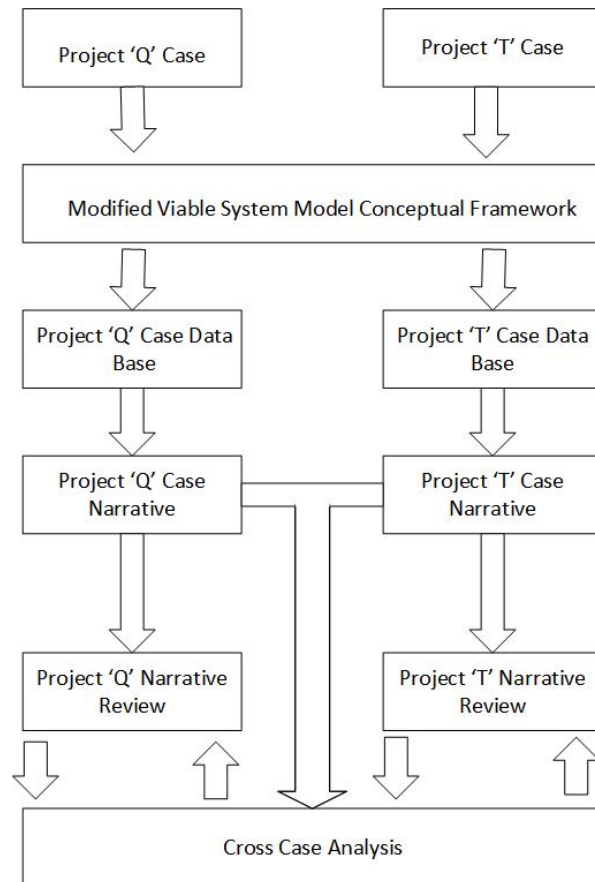 Project ‘Q’ Case
Project ‘T’ Case
Modified Viable System Model Conceptual Framework
Project ‘Q’ Case Data
Base
Project ‘T’ Case Data
Base
Project ‘Q’ Case
Narrative
Project ‘T’ Case
Narrative
Project ‘Q’ Narrative
Review
Project ‘T’ Narrative
Review
Cross Case Analysis